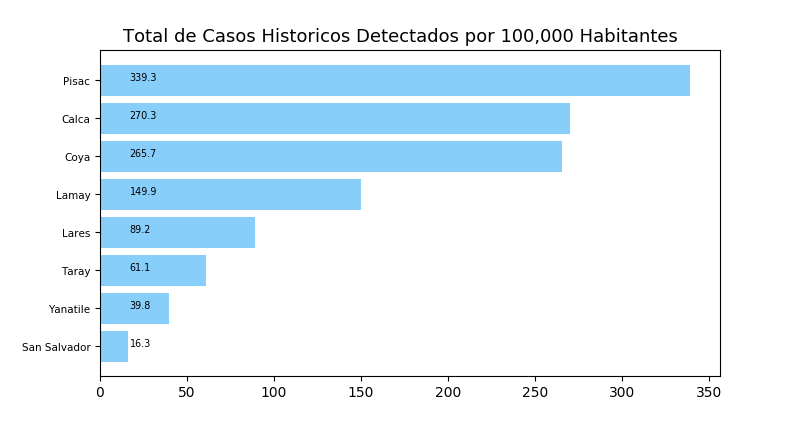 Total de Casos Historicos Detectados por 100,000 Habitantes
Pisac 339.3
Calca 270.3
Coya 265.7
Lamay 149.9
Lares 89.2
Taray 61.1
Yanatile 39.8
San Salvador 16.3
0 50 100 150 200 250 300 350